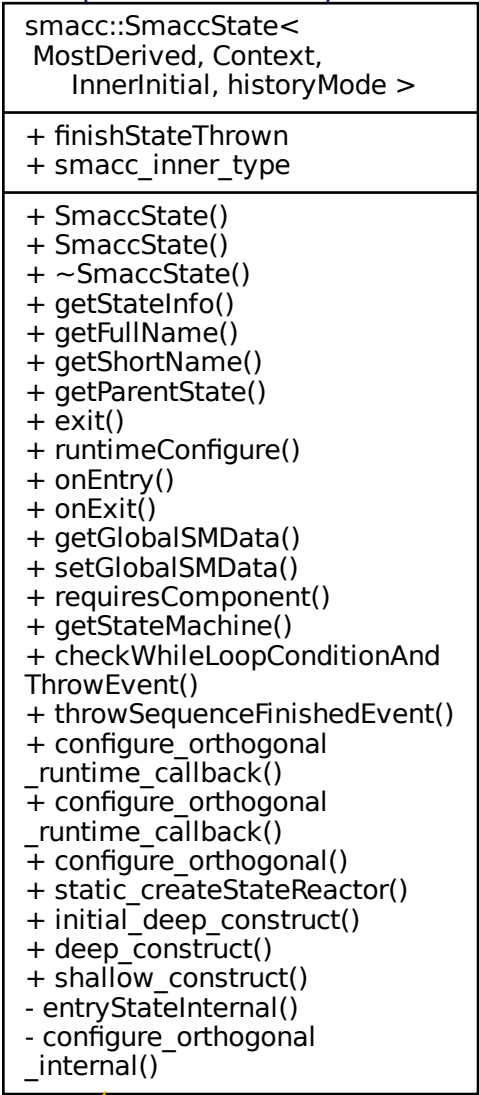 smacc::SmaccState<
MostDerived, Context,
InnerInitial, historyMode >
+ finishStateThrown
+ smacc_inner_type
+ SmaccState()
+ SmaccState()
+ ~SmaccState()
+ getStateInfo()
+ getFullName()
+ getShortName()
+ getParentState()
+ exit()
+ runtimeConfigure()
+ onEntry()
+ onExit()
+ getGlobalSMData()
+ setGlobalSMData()
+ requiresComponent()
+ getStateMachine()
+ checkWhileLoopConditionAnd
ThrowEvent()
+ throwSequenceFinishedEvent()
+ configure_orthogonal
_runtime_callback()
+ configure_orthogonal
_runtime_callback()
+ configure_orthogonal()
+ static_createStateReactor()
+ initial_deep_construct()
+ deep_construct()
+ shallow_construct()
- entryStateInternal()
- configure_orthogonal
_internal()